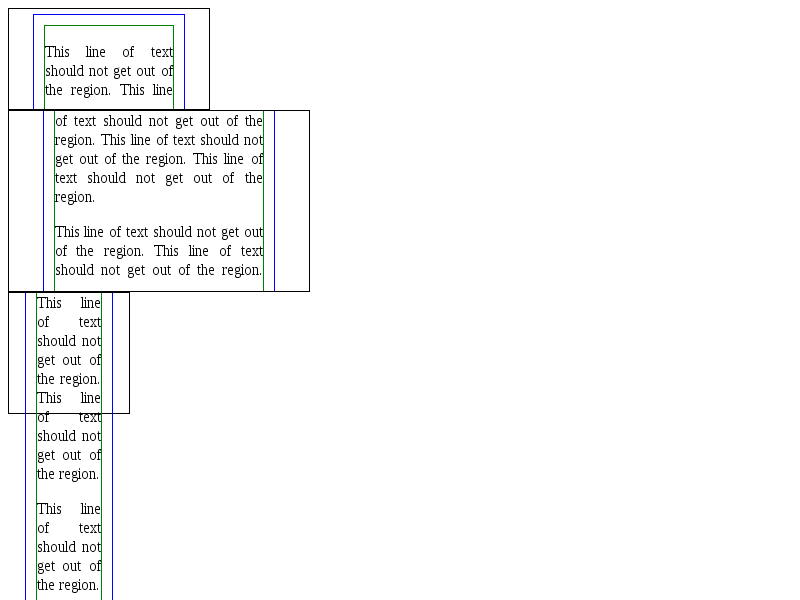 This line of text
should not get out of
the region. This line
of text should not get out of the
region. This line of text should not
get out of the region. This line of
text should not get out of the
region.
This line of text should not get out
of the region. This line of text
should not get out of the region.
This line
of text
should not
get out of
the region.
This line
of text
should not
get out of
the region.
This line
of text
should not
get out of
the region.